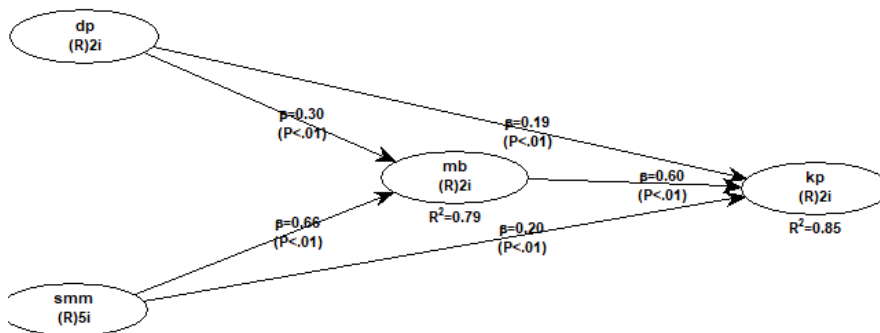 dp
(R)2i
β=0.30
(P<.01)
β=0.19
(P<.01)
mb
(R)2i
R²=0.79
β=0.60
(P<.01)
kp
(R)2i
R²=0.85
β=0.66
(P<.01)
β=0.20
(P<.01)
smm
(R)5i